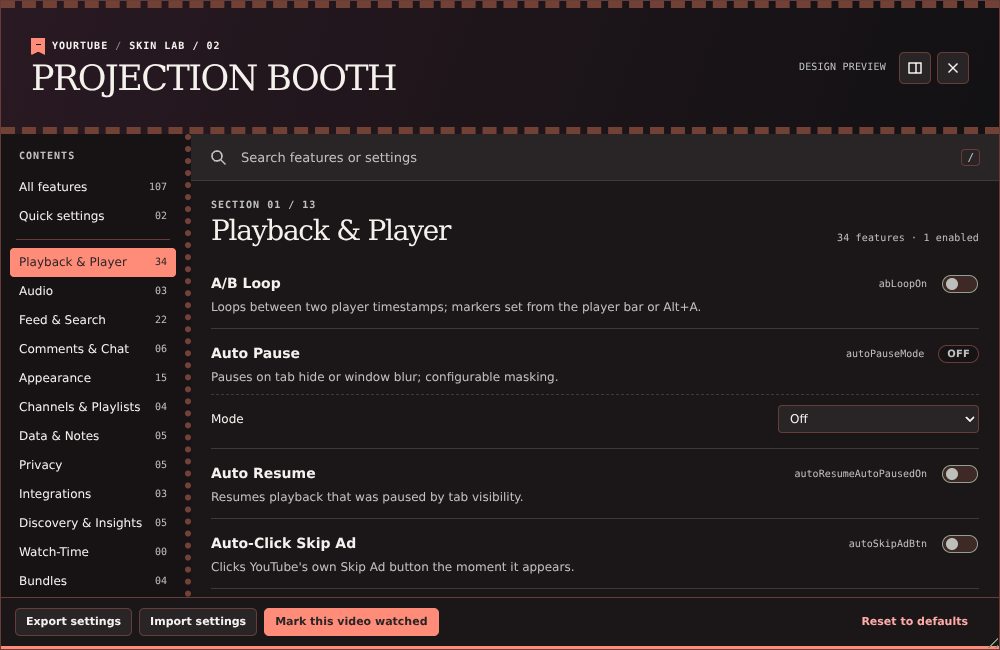 YOURTUBE / SKIN LAB / 02
PROJECTION BOOTH
DESIGN PREVIEW
CONTENTS
All features 107
Quick settings 02
Playback & Player 34
Audio 03
Feed & Search 22
Comments & Chat 06
Appearance 15
Channels & Playlists 04
Data & Notes 05
Privacy 05
Integrations 03
Discovery & Insights 05
Watch-Time 00
Bundles 04
Search features or settings /
SECTION 01 / 13
Playback & Player
34 features · 1 enabled
A/B Loop abLoopOn
Loops between two player timestamps; markers set from the player bar or Alt+A.
Auto Pause autoPauseMode OFF
Pauses on tab hide or window blur; configurable masking.
Mode Off
Auto Resume autoResumeAutoPausedOn
Resumes playback that was paused by tab visibility.
Auto-Click Skip Ad autoSkipAdBtn
Clicks YouTube's own Skip Ad button the moment it appears.
Export settings Import settings Mark this video watched Reset to defaults